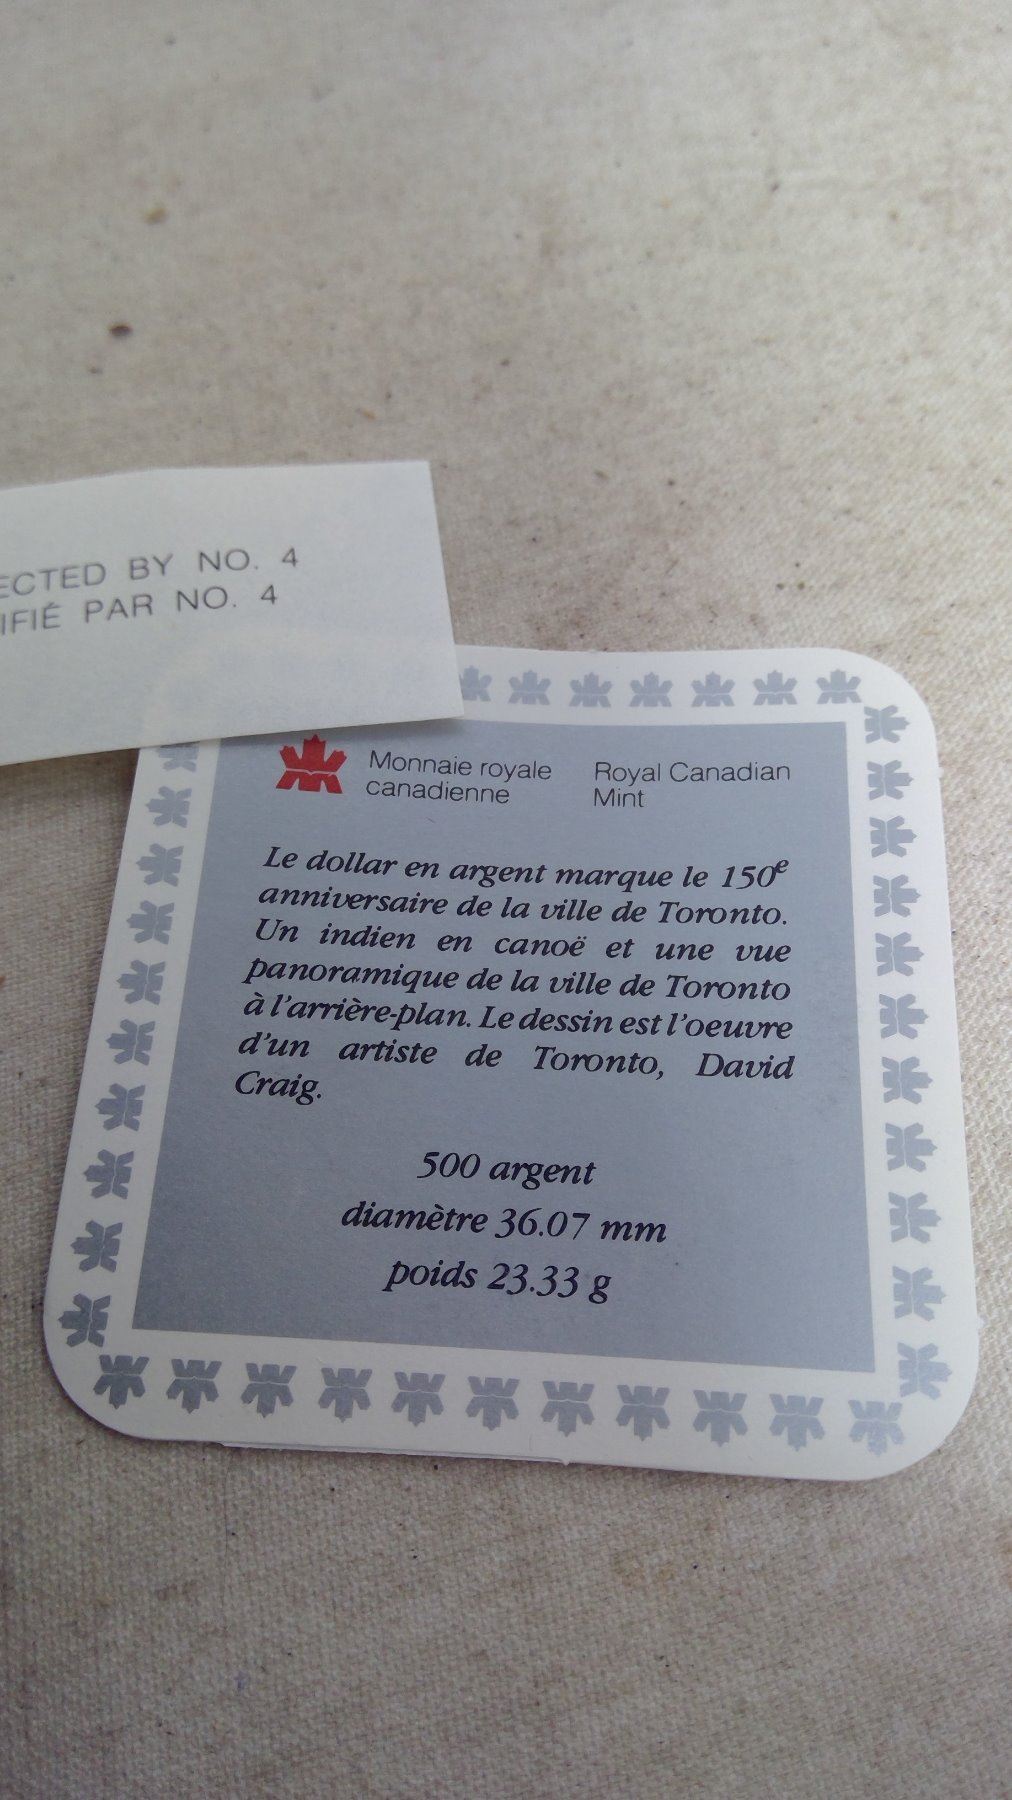 ECTED BY NO. 4
IFIÉ PAR NO. 4
Monnaie royale
canadienne
Royal Canadian
Mint
Le dollar en argent marque le 150e
anniversaire de la ville de Toronto.
Un indien en canoë et une vue
panoramique de la ville de Toronto
à l'arrière-plan. Le dessin est l'oeuvre
d'un artiste de Toronto, David
Craig.
500 argent
diamètre 36.07 mm
poids 23.33 g